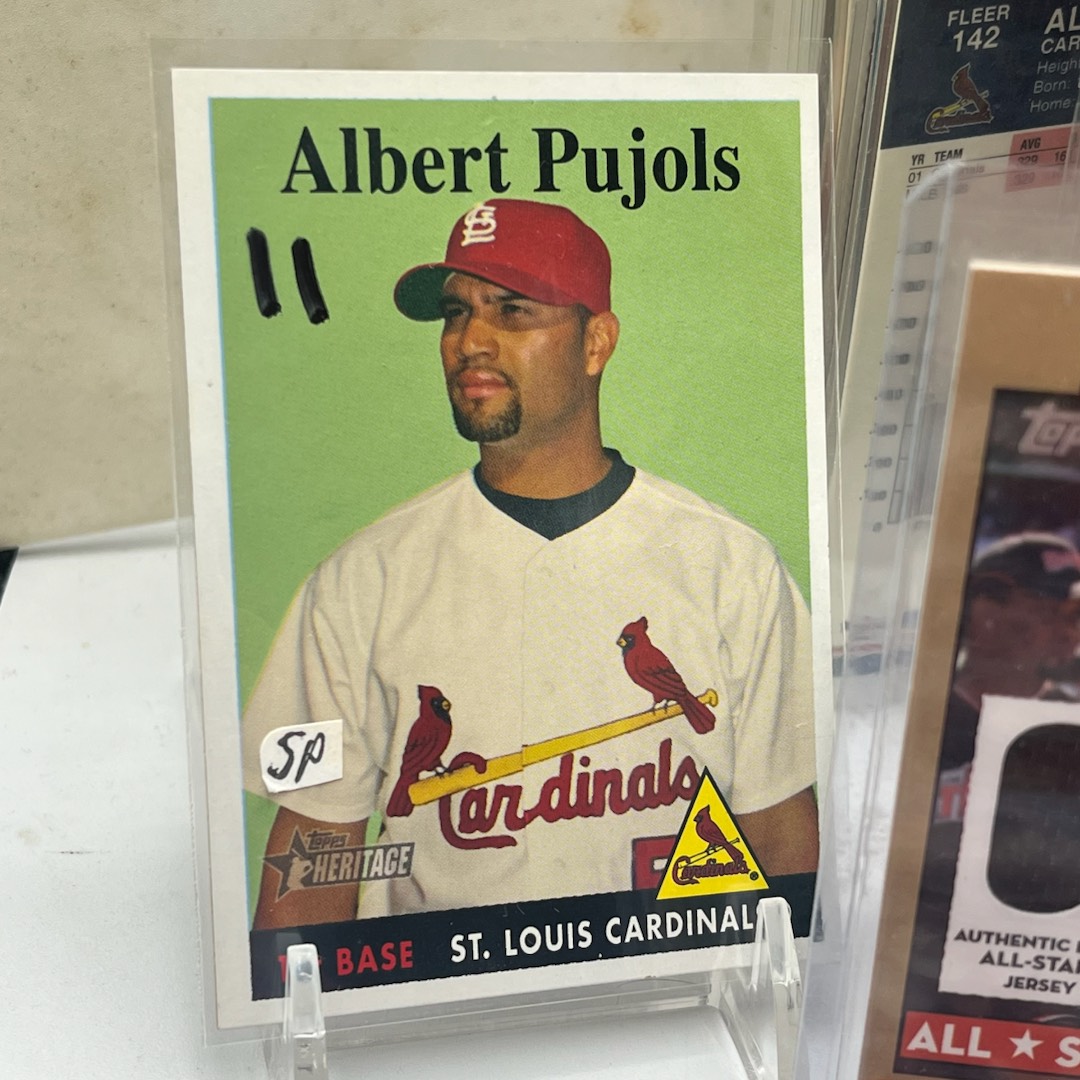 Albert Pujols
11
SP
Cardinals
Topps
HERITAGE
Cardinals
BASE ST. LOUIS CARDINAL
FLEER
142
AL
CAR
Height
Born:
Home:
YR TEAM AVG
01
Topps
AUTHENTIC
ALL-STAR
JERSEY
ALL ★ S